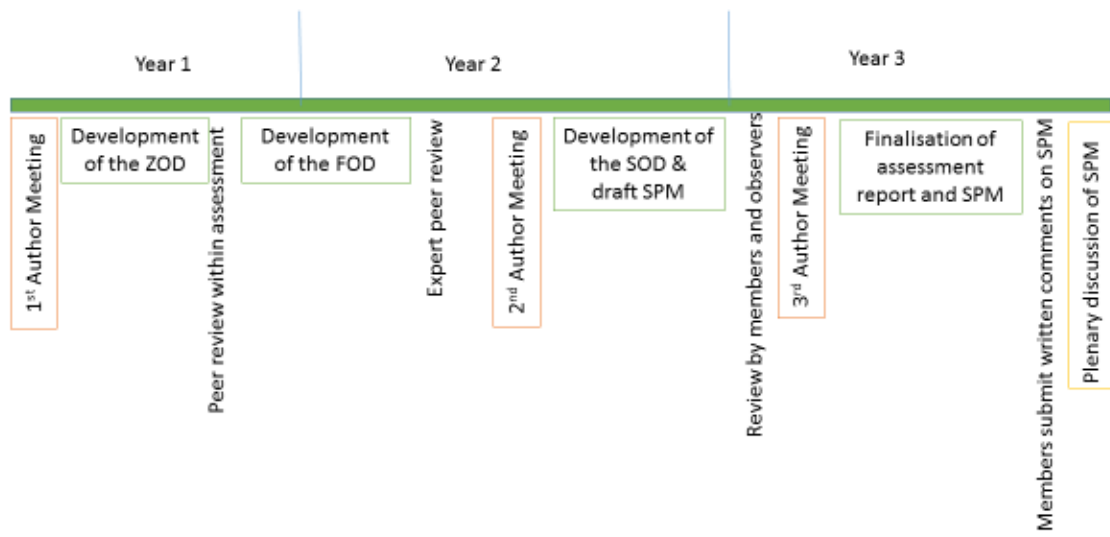 Year 1
Year 2
Year 3
1st Author Meeting
Development
of the ZOD
Peer review within assessment
Development
of the FOD
Expert peer review
2nd Author Meeting
Development of
the SOD &
draft SPM
Review by members and observers
3rd Author Meeting
Finalisation of
assessment
report and SPM
Members submit written comments on SPM
Plenary discussion of SPM